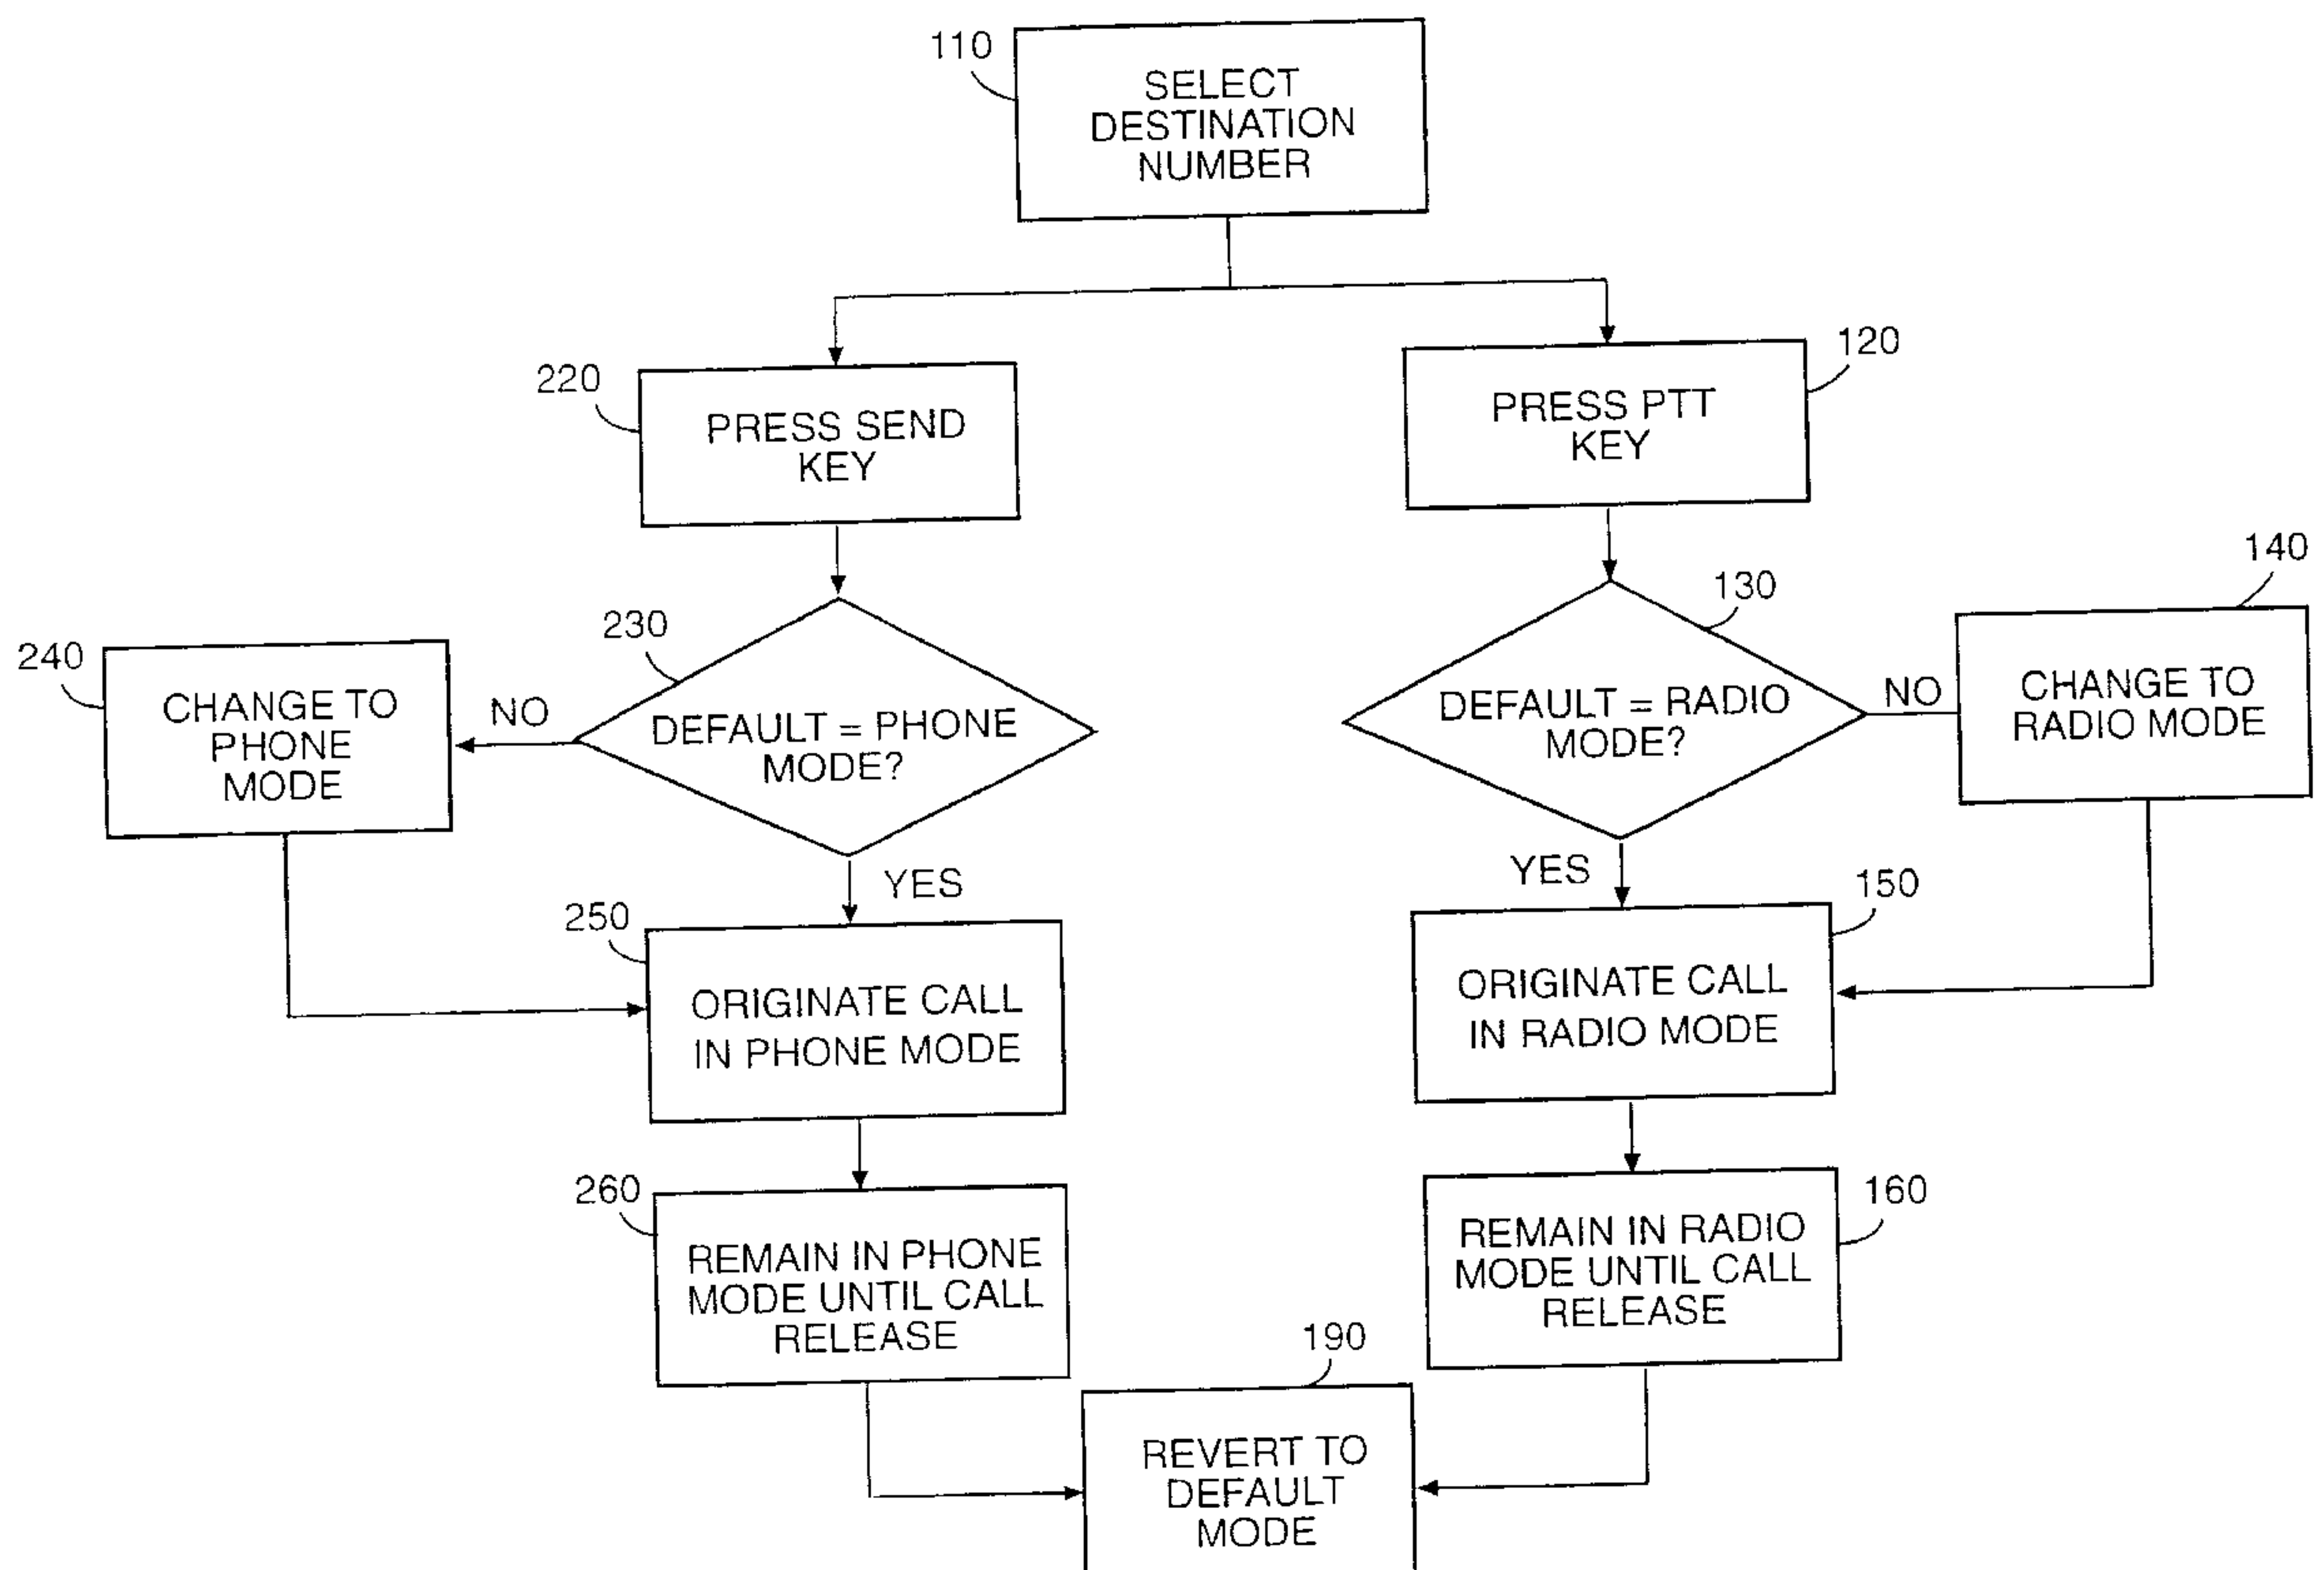 110
SELECT
DESTINATION
NUMBER
220
PRESS SEND
KEY
120
PRESS PTT
KEY
230
DEFAULT = PHONE
MODE?
NO
YES
240
CHANGE TO
PHONE
MODE
130
DEFAULT = RADIO
MODE?
NO
YES
140
CHANGE TO
RADIO MODE
250
ORIGINATE CALL
IN PHONE MODE
150
ORIGINATE CALL
IN RADIO MODE
260
REMAIN IN PHONE
MODE UNTIL CALL
RELEASE
160
REMAIN IN RADIO
MODE UNTIL CALL
RELEASE
190
REVERT TO
DEFAULT
MODE